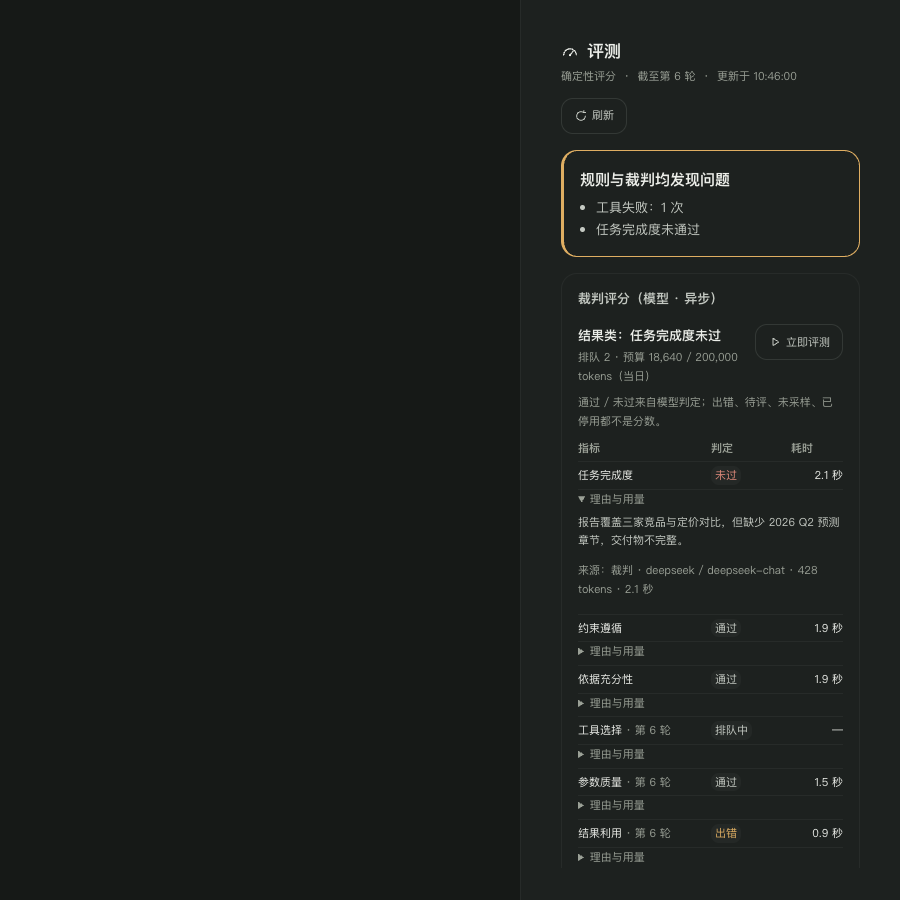 评测
确定性评分 · 截至第 6 轮 · 更新于 10:46:00
刷新
规则与裁判均发现问题
工具失败：1 次
任务完成度未通过
裁判评分（模型 · 异步）
结果类：任务完成度未过
立即评测
排队 2 · 预算 18,640 / 200,000
tokens（当日）
通过 / 未过来自模型判定；出错、待评、未采样、已
停用都不是分数。
指标 判定 耗时
任务完成度 未过 2.1 秒
理由与用量
报告覆盖三家竞品与定价对比，但缺少 2026 Q2 预测
章节，交付物不完整。
来源：裁判 · deepseek / deepseek-chat · 428
tokens · 2.1 秒
约束遵循 通过 1.9 秒
理由与用量
依据充分性 通过 1.9 秒
理由与用量
工具选择 · 第 6 轮 排队中 —
理由与用量
参数质量 · 第 6 轮 通过 1.5 秒
理由与用量
结果利用 · 第 6 轮 出错 0.9 秒
理由与用量